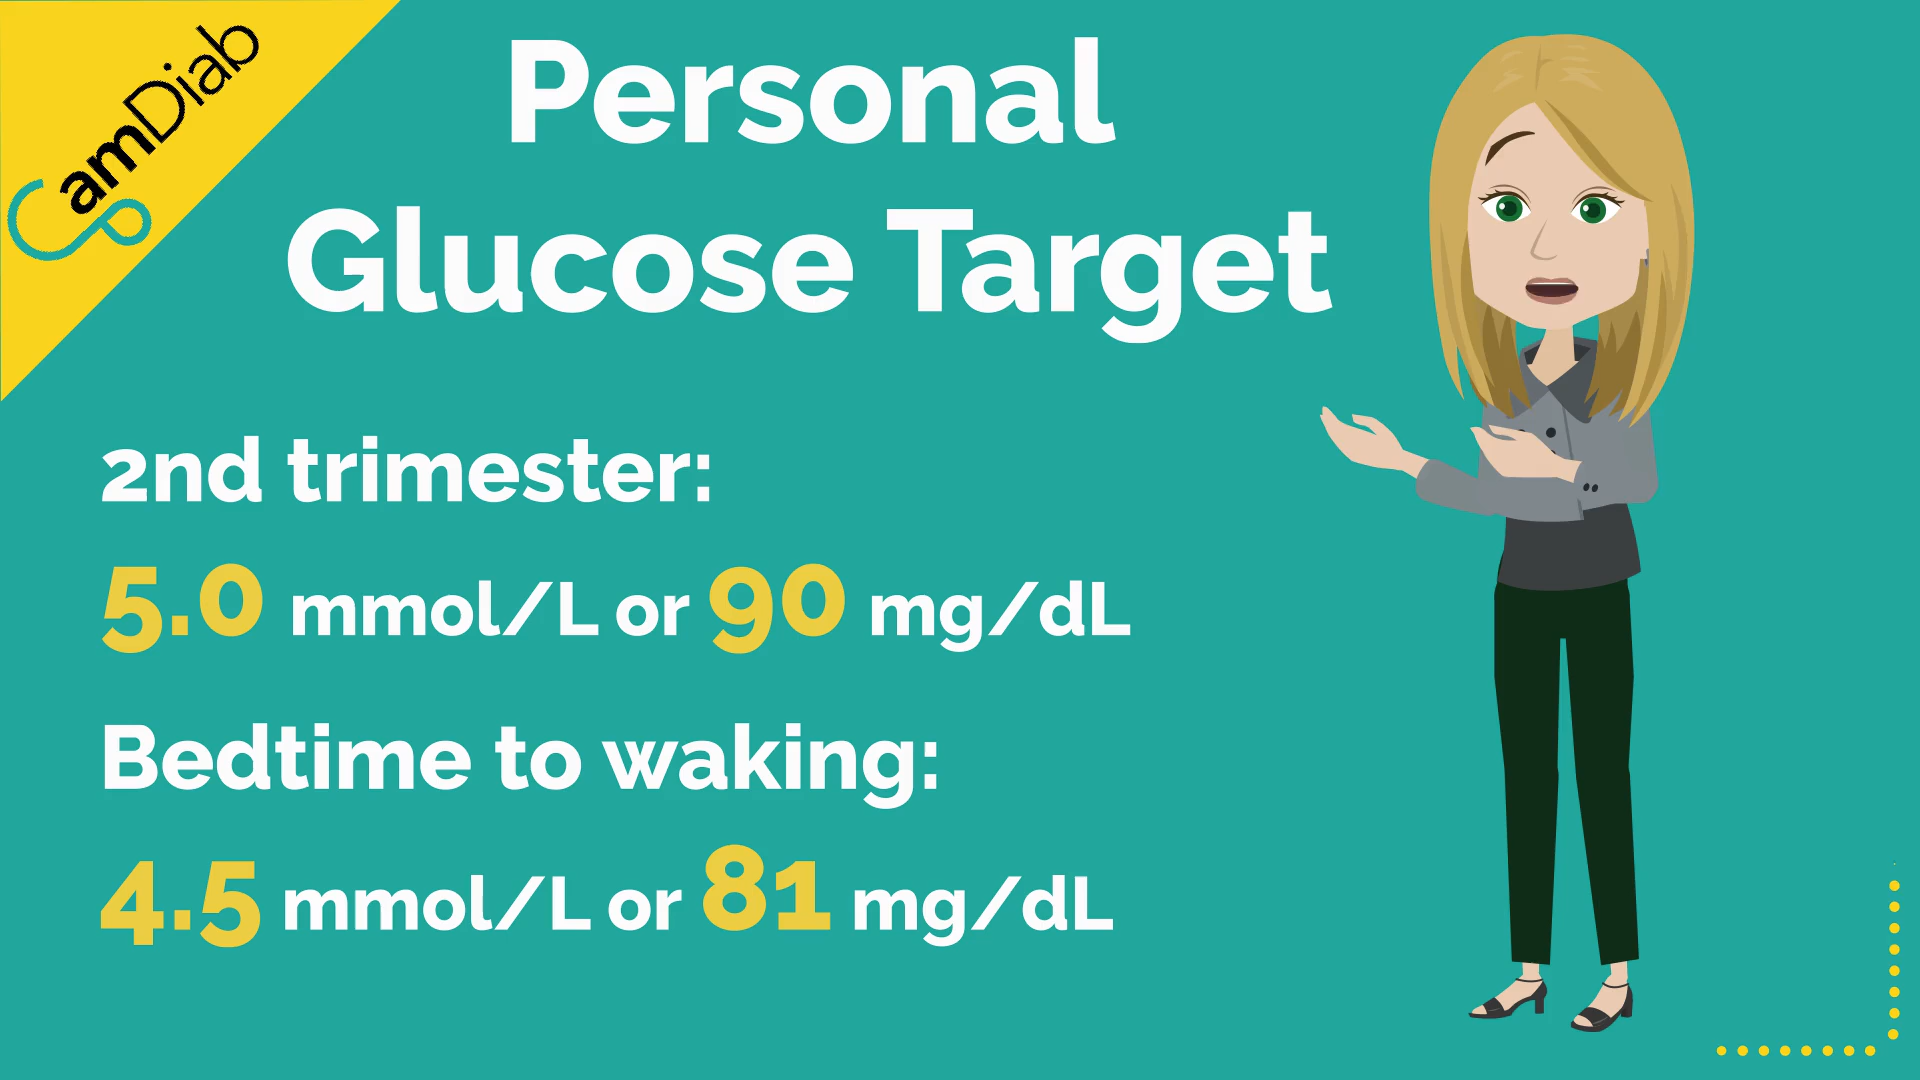 CamDiab
Personal
Glucose Target
2nd trimester:
5.0 mmol/L or 90 mg/dL
Bedtime to waking:
4.5 mmol/L or 81 mg/dL